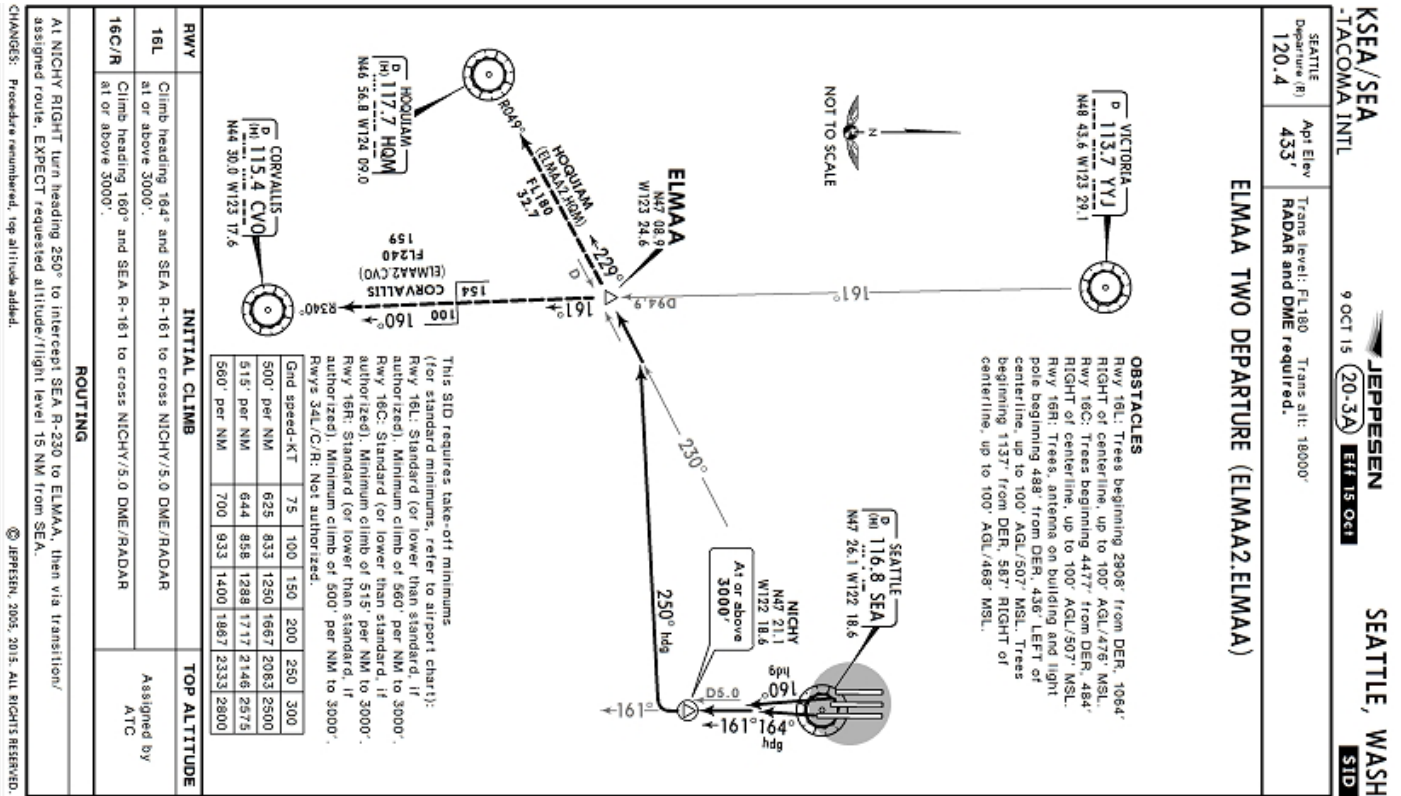 KSEA/SEA
-TACOMA INTL
JEPPESEN
9 OCT 15
20-3A
Eff 15 Oct
SEATTLE, WASH
SID
SEATTLE
Departure (R)
120.4
Apt Elev
433'
Trans level: FL180 Trans alt: 18000'
RADAR and DME required.
ELMAA TWO DEPARTURE (ELMAA2.ELMAA)
OBSTACLES
Rwy 16L: Trees beginning 2908' from DER, 1064'
RIGHT of centerline, up to 100' AGL/476' MSL.
Rwy 16C: Trees beginning 4477' from DER, 484'
RIGHT of centerline, up to 100' AGL/507' MSL.
Rwy 16R: Trees, antenna on building and light
pole beginning 488' from DER, 436' LEFT of
centerline, up to 100' AGL/507' MSL. Trees
beginning 1137' from DER, 587' RIGHT of
centerline, up to 100' AGL/468' MSL.
VICTORIA
D
113.7 YYJ
N48 43.6 W123 29.1
161°
D94.9
N
NOT TO SCALE
SEATTLE
D
(H) 116.8 SEA
N47 26.1 W122 18.6
ELMAA
N47 08.9
W123 24.6
NICHY
N47 21.1
W122 18.6
At or above
3000'
160°
hdg
164°
hdg
D5.0
161°
161°
250° hdg
230°
229°
D
161°
HOQUIAM
(ELMAA2.HQM)
FL180
32.7
R049°
HOQUIAM
D
(H) 117.7 HQM
N46 56.8 W124 09.0
154
100
CORVALLIS
(ELMAA2.CVO)
FL240
159
160°
R340°
CORVALLIS
D
(H) 115.4 CVO
N44 30.0 W123 17.6
This SID requires take-off minimums
(for standard minimums, refer to airport chart):
Rwy 16L: Standard (or lower than standard, if
authorized). Minimum climb of 560' per NM to 3000'.
Rwy 16C: Standard (or lower than standard, if
authorized). Minimum climb of 515' per NM to 3000'.
Rwy 16R: Standard (or lower than standard, if
authorized). Minimum climb of 500' per NM to 3000'.
Rwys 34L/C/R: Not authorized.
Gnd speed-KT 75 100 150 200 250 300
500' per NM 625 833 1250 1667 2083 2500
515' per NM 644 858 1288 1717 2146 2575
560' per NM 700 933 1400 1867 2333 2800
RWY INITIAL CLIMB TOP ALTITUDE
16L Climb heading 164° and SEA R-161 to cross NICHY/5.0 DME/RADAR
at or above 3000'.
16C/R Climb heading 160° and SEA R-161 to cross NICHY/5.0 DME/RADAR
at or above 3000'.
Assigned by
ATC
ROUTING
At NICHY RIGHT turn heading 250° to intercept SEA R-230 to ELMAA, then via transition/
assigned route. EXPECT requested altitude/flight level 15 NM from SEA.
CHANGES: Procedure renumbered, top altitude added.
© JEPPESEN, 2005, 2015. ALL RIGHTS RESERVED.